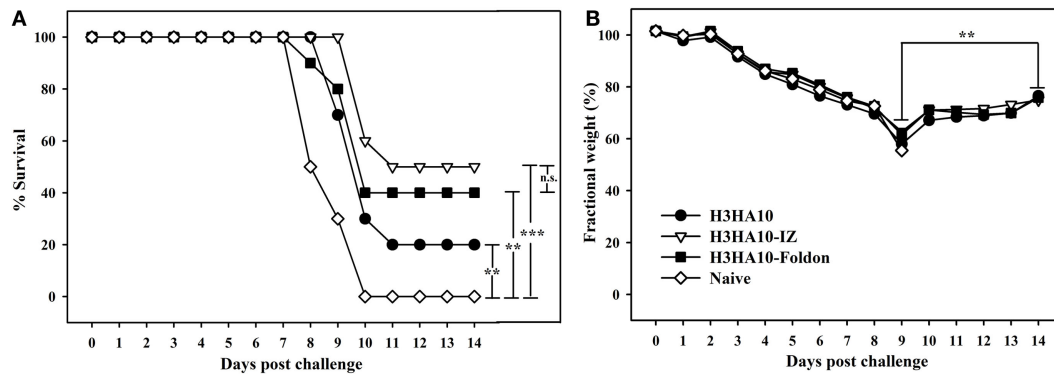 A
% Survival
100
80
60
40
20
0
0 1 2 3 4 5 6 7 8 9 10 11 12 13 14
Days post challenge
**
**
***
n.s.
B
Fractional weight (%)
100
80
60
40
20
0
**
H3HA10
H3HA10-IZ
H3HA10-Foldon
Naive
0 1 2 3 4 5 6 7 8 9 10 11 12 13 14
Days post challenge